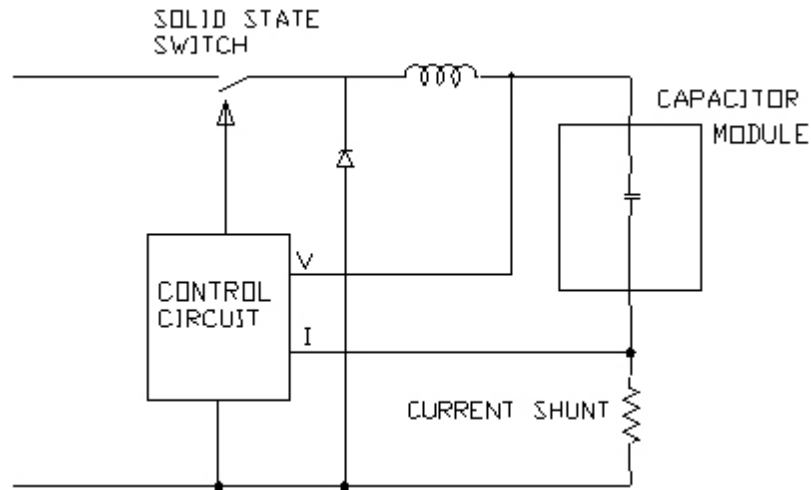 SOLID STATE
SWITCH
CAPACITOR
MODULE
V
CONTROL
CIRCUIT
I
CURRENT SHUNT